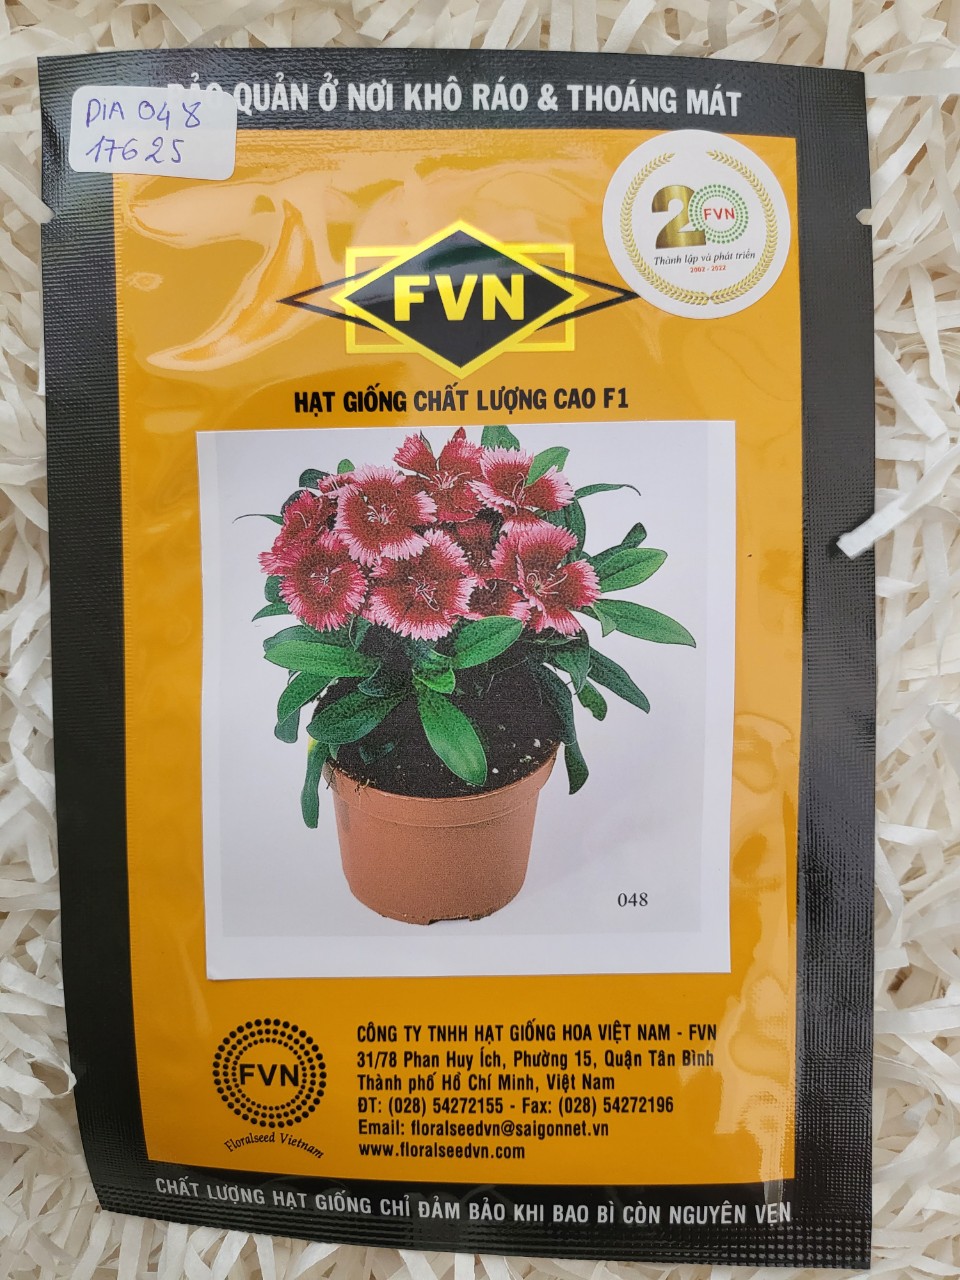 BẢO QUẢN Ở NƠI KHÔ RÁO & THOÁNG MÁT
DIA 048
17625
20 FVN
Thành lập và phát triển
2002 - 2022
FVN
HẠT GIỐNG CHẤT LƯỢNG CAO F1
048
FVN
Floralseed Vietnam
CÔNG TY TNHH HẠT GIỐNG HOA VIỆT NAM - FVN
31/78 Phan Huy Ích, Phường 15, Quận Tân Bình
Thành phố Hồ Chí Minh, Việt Nam
ĐT: (028) 54272155 - Fax: (028) 54272196
Email: floralseedvn@saigonnet.vn
www.floralseedvn.com
CHẤT LƯỢNG HẠT GIỐNG CHỈ ĐẢM BẢO KHI BAO BÌ CÒN NGUYÊN VẸN